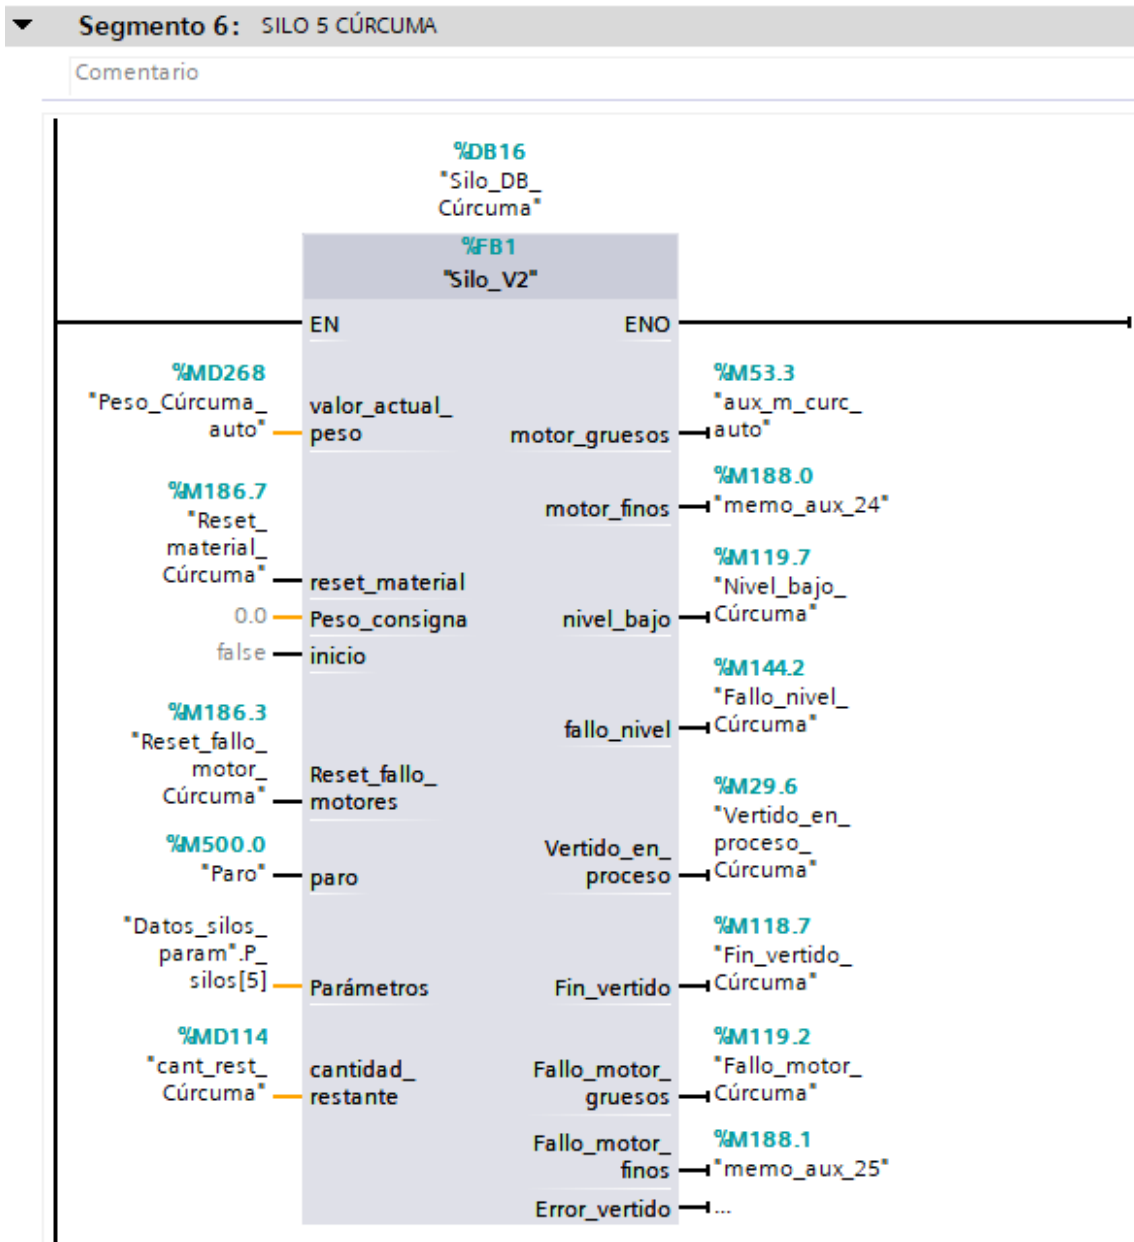 Segmento 6: SILO 5 CÚRCUMA
Comentario
%DB16
"Silo_DB_
Cúrcuma"
%FB1
"Silo_V2"
EN
ENO
%MD268
"Peso_Cúrcuma_
auto"
valor_actual_
peso
motor_gruesos
%M53.3
"aux_m_curc_
auto"
%M186.7
"Reset_
material_
Cúrcuma"
reset_material
motor_finos
%M188.0
"memo_aux_24"
0.0
Peso_consigna
nivel_bajo
%M119.7
"Nivel_bajo_
Cúrcuma"
false
inicio
fallo_nivel
%M144.2
"Fallo_nivel_
Cúrcuma"
%M186.3
"Reset_fallo_
motor_
Cúrcuma"
Reset_fallo_
motores
%M500.0
"Paro"
paro
Vertido_en_
proceso
%M29.6
"Vertido_en_
proceso_
Cúrcuma"
"Datos_silos_
param".P_
silos[5]
Parámetros
Fin_vertido
%M118.7
"Fin_vertido_
Cúrcuma"
%MD114
"cant_rest_
Cúrcuma"
cantidad_
restante
Fallo_motor_
gruesos
%M119.2
"Fallo_motor_
Cúrcuma"
Fallo_motor_
finos
%M188.1
"memo_aux_25"
Error_vertido
...